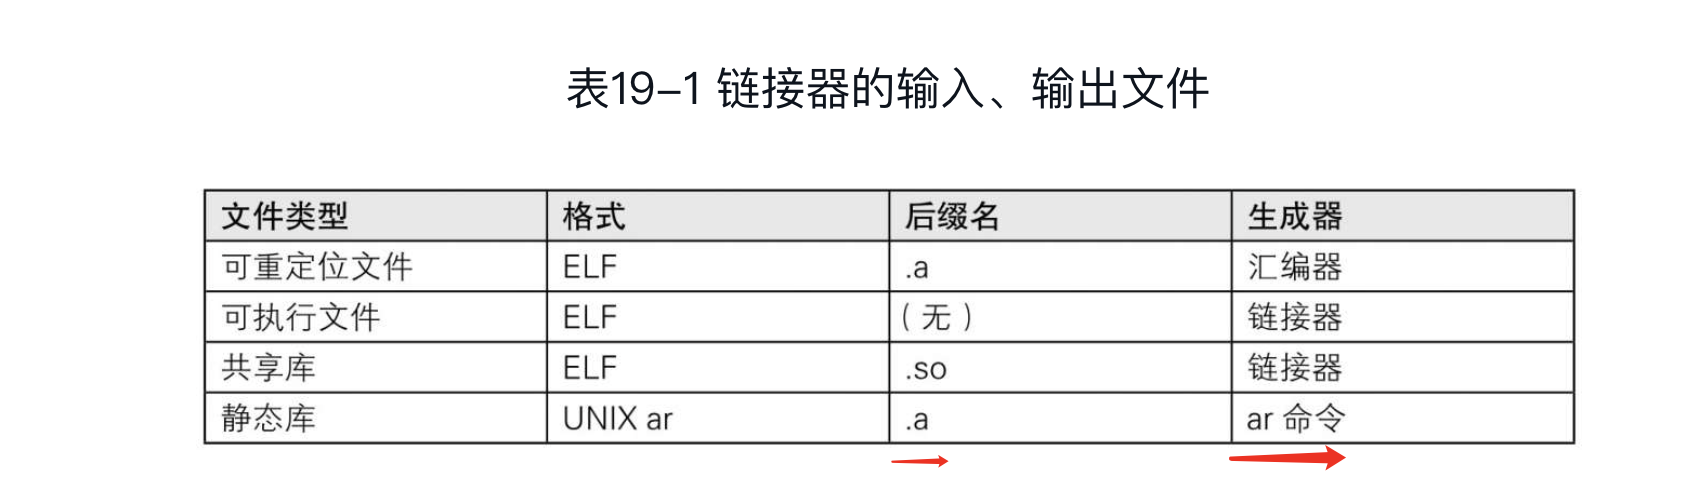 表19-1 链接器的输入、输出文件
文件类型 格式 后缀名 生成器
可重定位文件 ELF .a 汇编器
可执行文件 ELF （无） 链接器
共享库 ELF .so 链接器
静态库 UNIX ar .a ar 命令